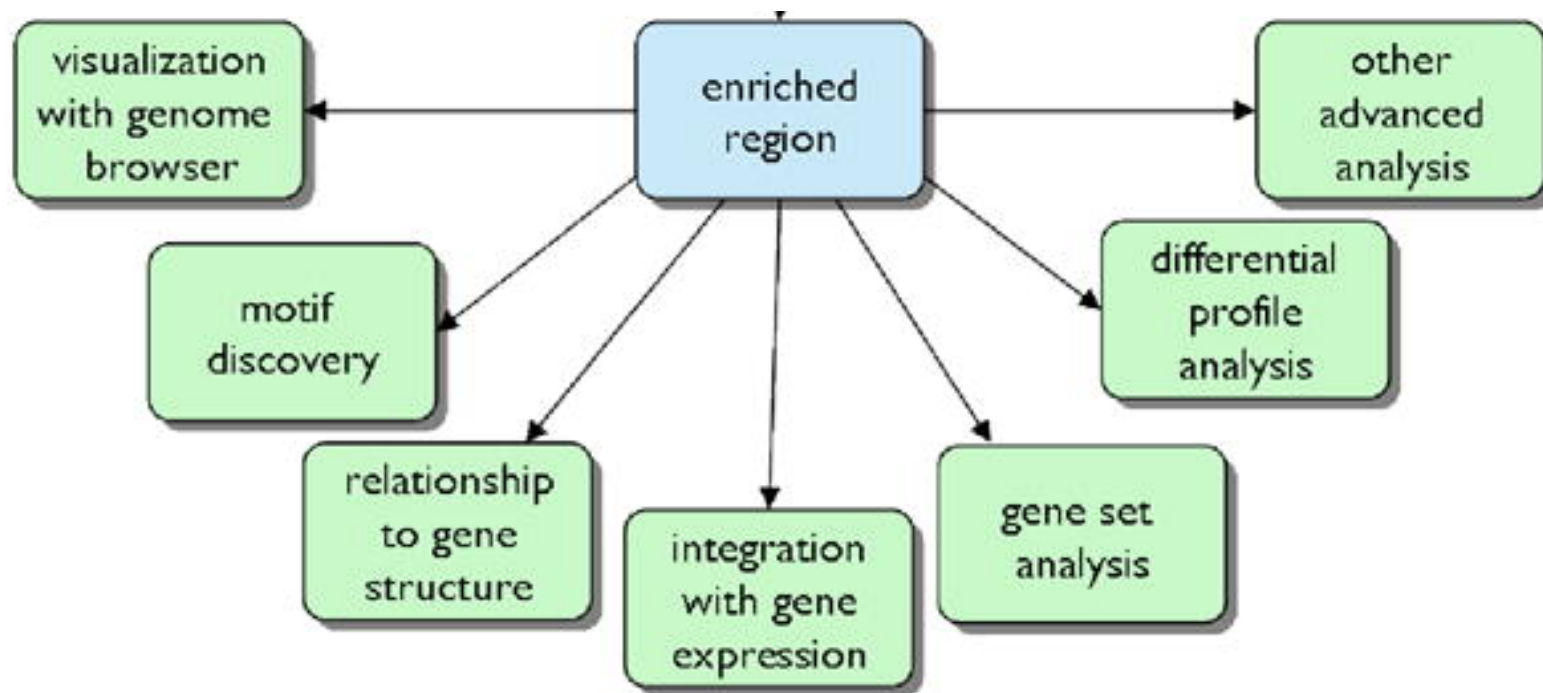 visualization
with genome
browser
enriched
region
other
advanced
analysis
motif
discovery
differential
profile
analysis
relationship
to gene
structure
integration
with gene
expression
gene set
analysis